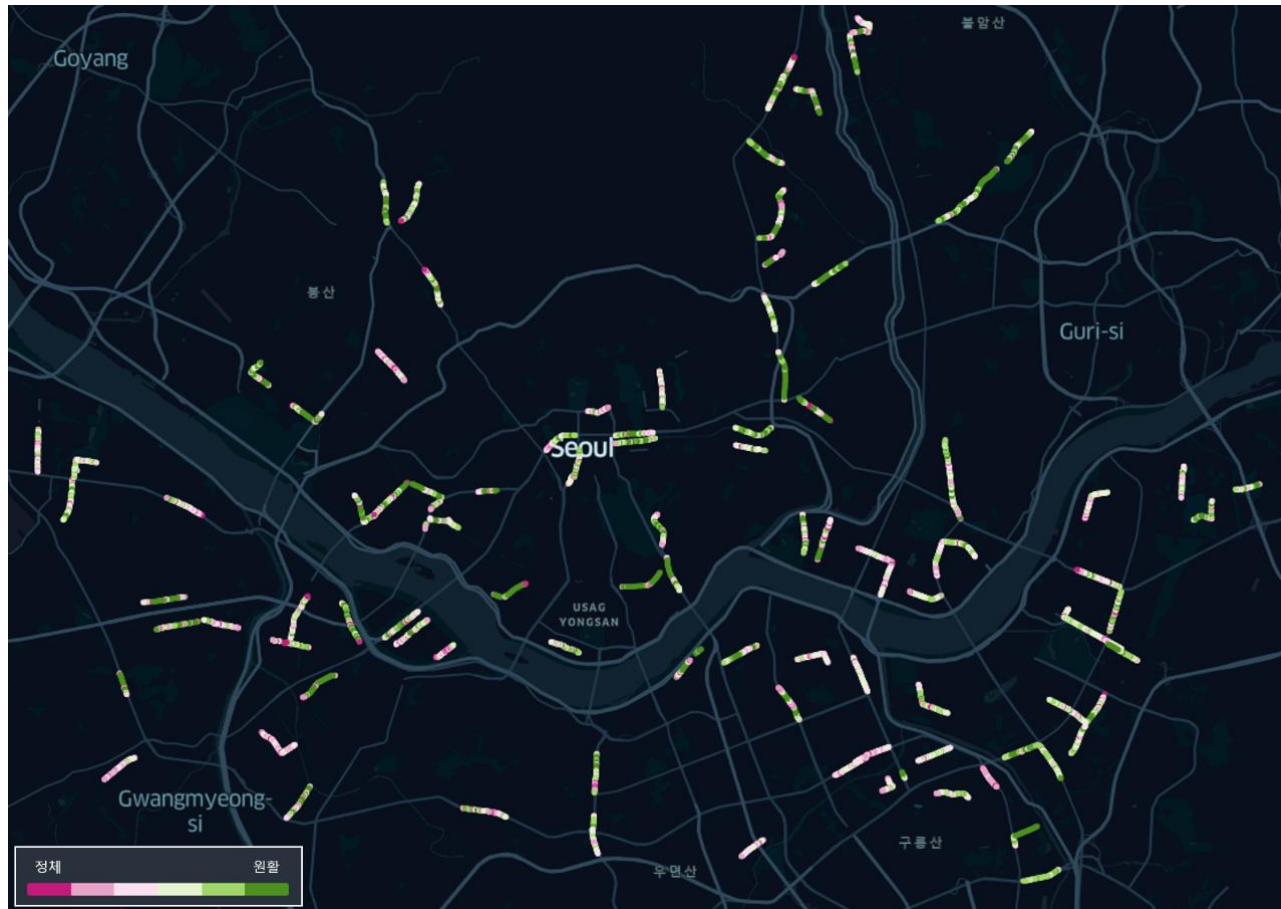 불암산
Goyang
봉산
Guri-si
Seoul
USAG
YONGSAN
Gwangmyeong-
si
구룡산
우면산
정체 원활